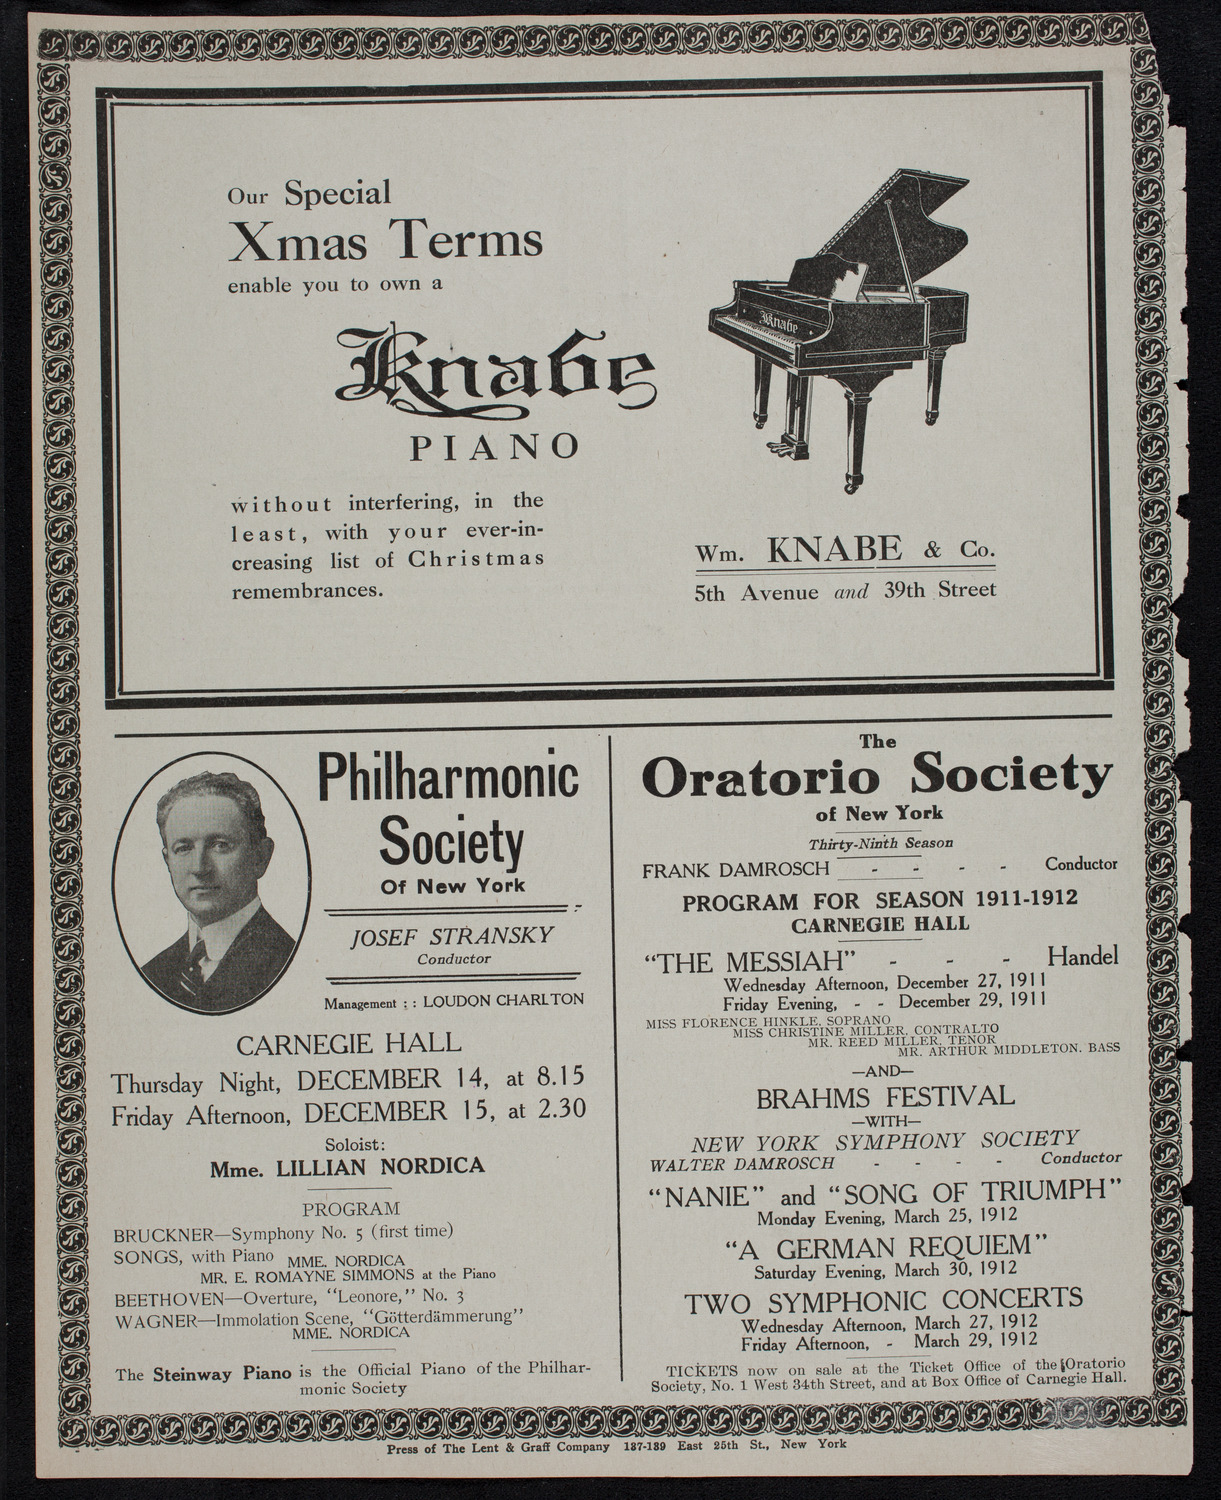 Our Special
Xmas Terms
enable you to own a
Knabe
PIANO
without interfering, in the
least, with your ever-in-
creasing list of Christmas
remembrances.
Knabe
Wm. KNABE & Co.
5th Avenue and 39th Street
Philharmonic
Society
Of New York
JOSEF STRANSKY
Conductor
Management : : LOUDON CHARLTON
CARNEGIE HALL
Thursday Night, DECEMBER 14, at 8.15
Friday Afternoon, DECEMBER 15, at 2.30
Soloist:
Mme. LILLIAN NORDICA
PROGRAM
BRUCKNER—Symphony No. 5 (first time)
SONGS, with Piano MME. NORDICA
MR. E. ROMAYNE SIMMONS at the Piano
BEETHOVEN—Overture, "Leonore," No. 3
WAGNER—Immolation Scene, "Götterdämmerung"
MME. NORDICA
The Steinway Piano is the Official Piano of the Philhar-
monic Society
The
Oratorio Society
of New York
Thirty-Ninth Season
FRANK DAMROSCH - - - - Conductor
PROGRAM FOR SEASON 1911-1912
CARNEGIE HALL
"THE MESSIAH" - - - Handel
Wednesday Afternoon, December 27, 1911
Friday Evening, - - December 29, 1911
MISS FLORENCE HINKLE, SOPRANO
MISS CHRISTINE MILLER, CONTRALTO
MR. REED MILLER, TENOR
MR. ARTHUR MIDDLETON, BASS
—AND—
BRAHMS FESTIVAL
—WITH—
NEW YORK SYMPHONY SOCIETY
WALTER DAMROSCH - - - - Conductor
"NANIE" and "SONG OF TRIUMPH"
Monday Evening, March 25, 1912
"A GERMAN REQUIEM"
Saturday Evening, March 30, 1912
TWO SYMPHONIC CONCERTS
Wednesday Afternoon, March 27, 1912
Friday Afternoon, - March 29, 1912
TICKETS now on sale at the Ticket Office of the Oratorio
Society, No. 1 West 34th Street, and at Box Office of Carnegie Hall.
Press of The Lent & Graff Company 137-139 East 25th St., New York